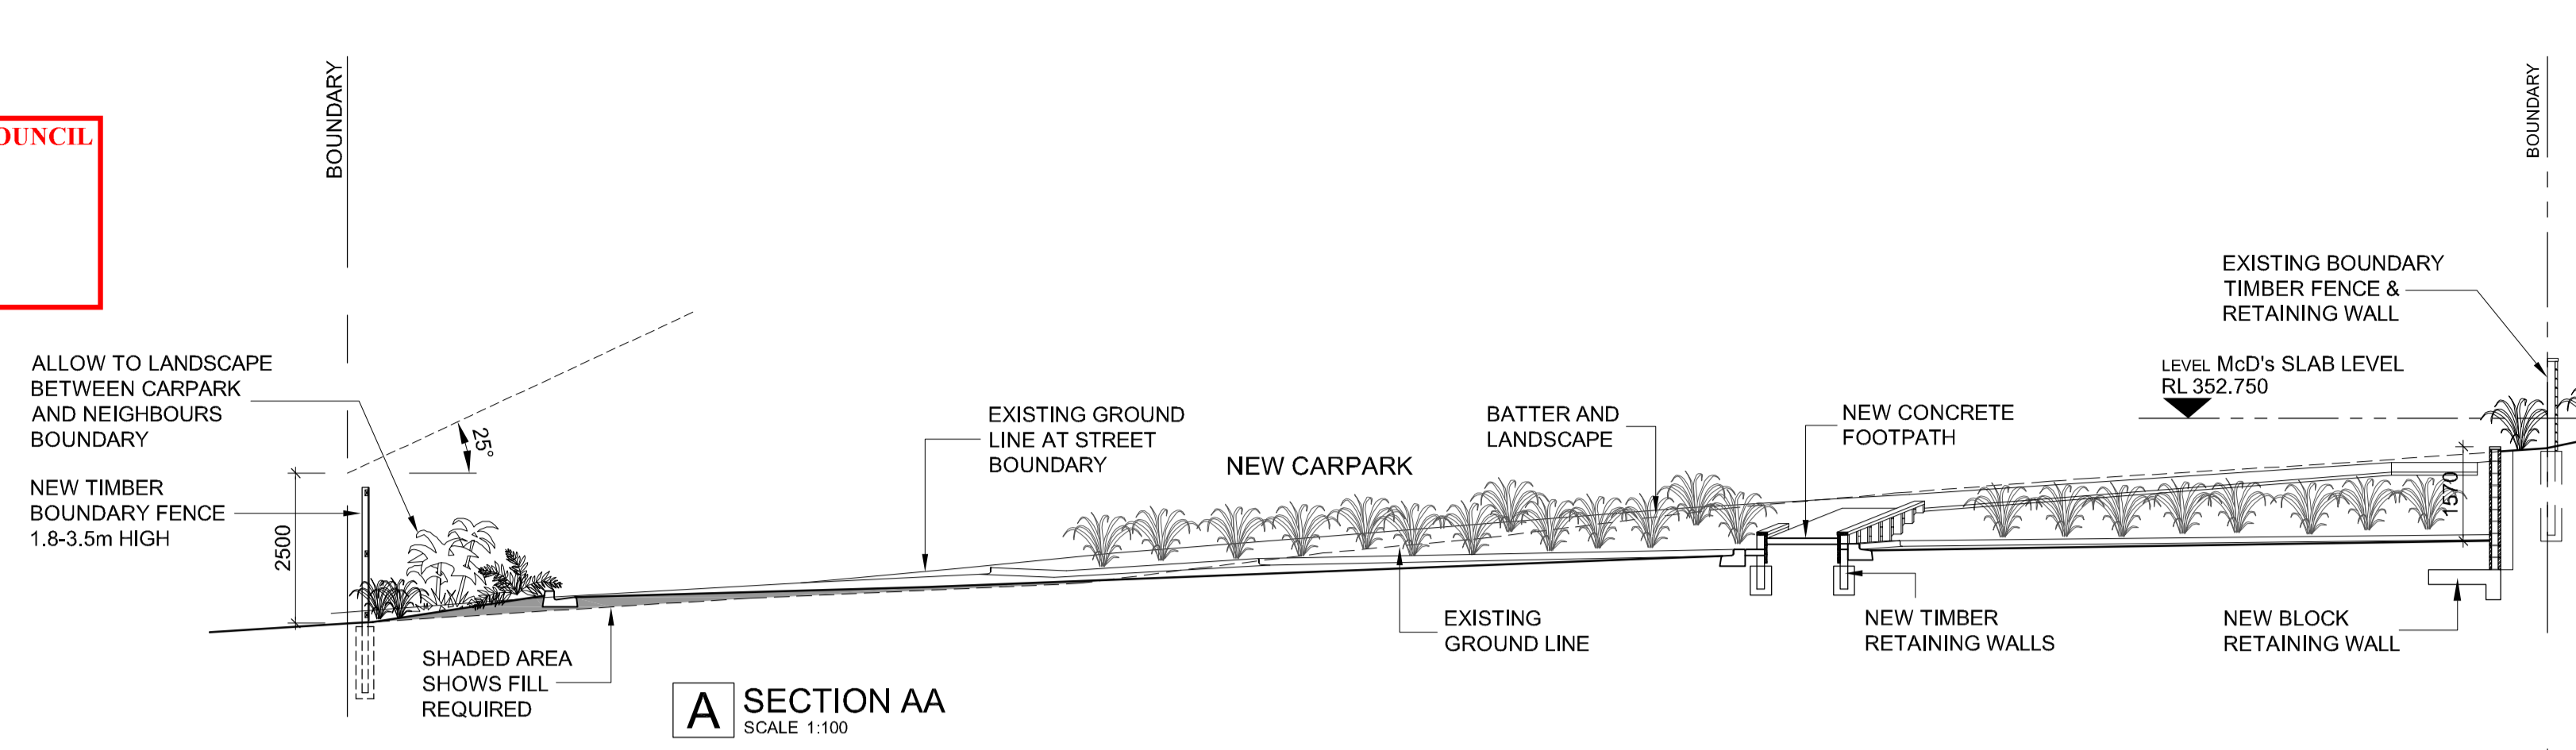 OUNCIL
BOUNDARY
BOUNDARY
ALLOW TO LANDSCAPE
BETWEEN CARPARK
AND NEIGHBOURS
BOUNDARY
NEW TIMBER
BOUNDARY FENCE
1.8-3.5m HIGH
2500
25°
SHADED AREA
SHOWS FILL
REQUIRED
EXISTING GROUND
LINE AT STREET
BOUNDARY
NEW CARPARK
BATTER AND
LANDSCAPE
NEW CONCRETE
FOOTPATH
EXISTING BOUNDARY
TIMBER FENCE &
RETAINING WALL
LEVEL McD's SLAB LEVEL
RL 352.750
1570
EXISTING
GROUND LINE
NEW TIMBER
RETAINING WALLS
NEW BLOCK
RETAINING WALL
A SECTION AA
SCALE 1:100